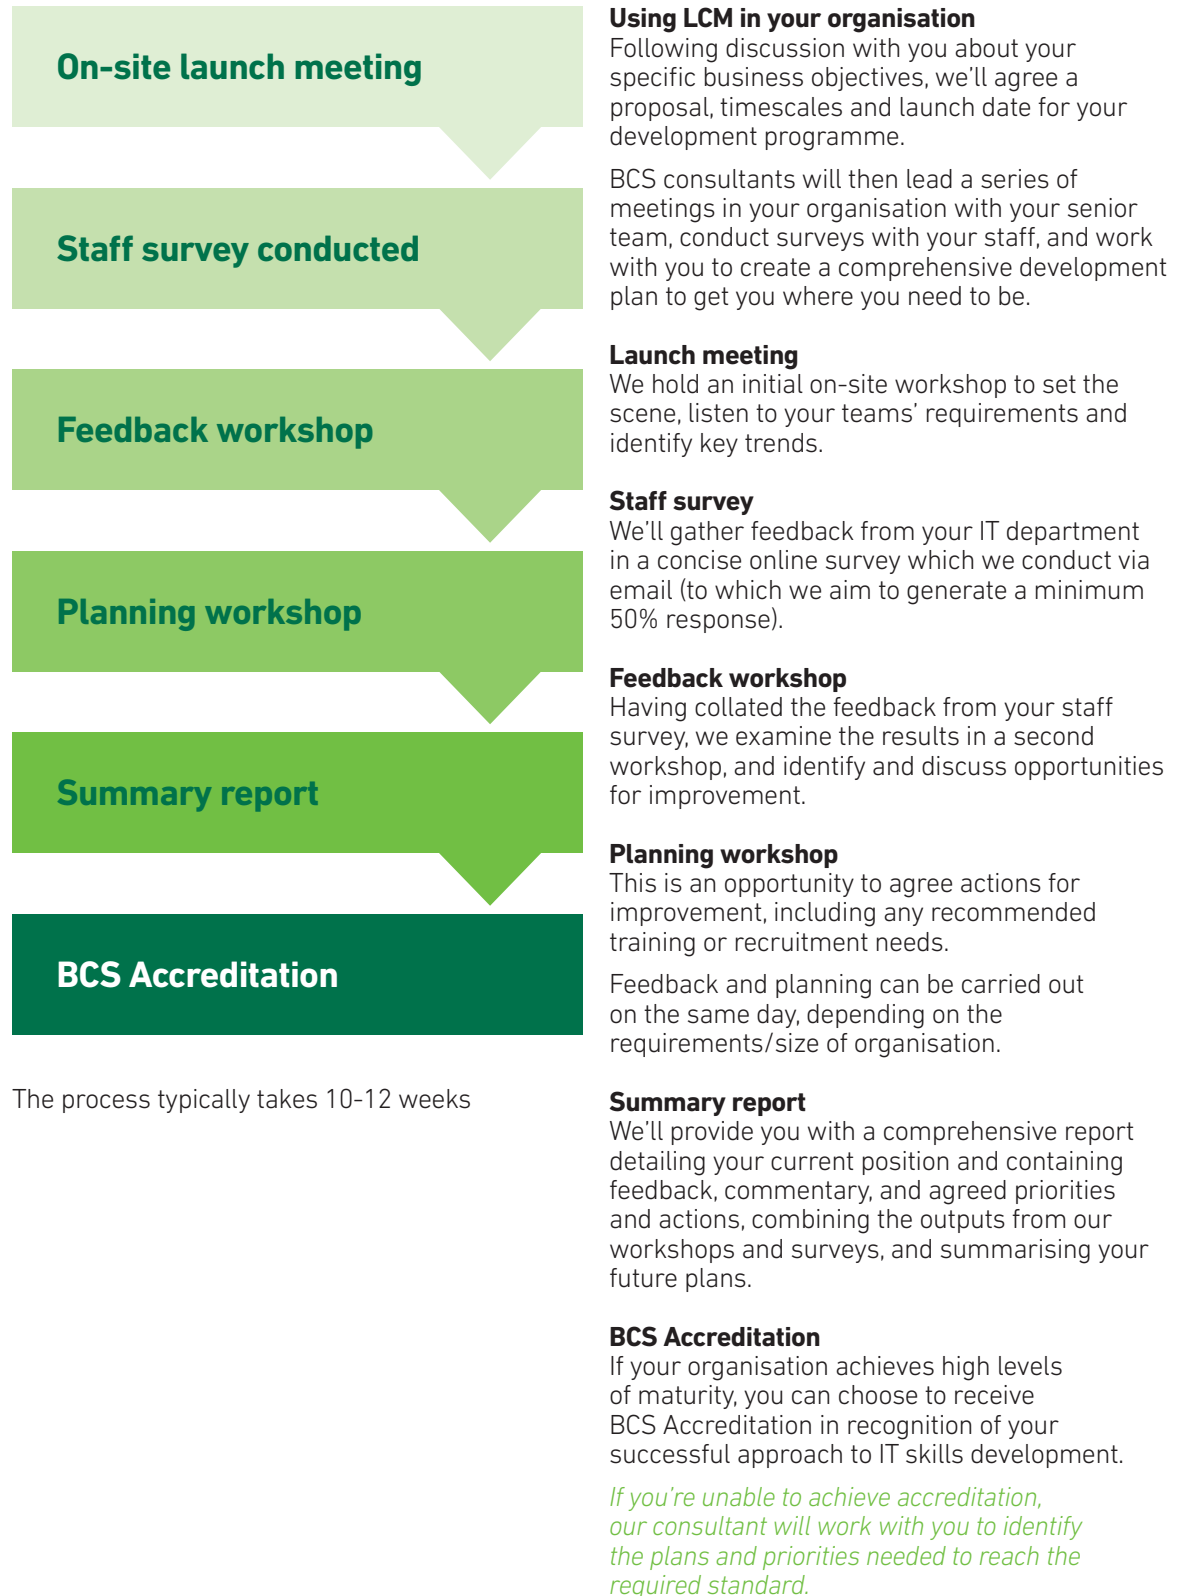 On-site launch meeting
Staff survey conducted
Feedback workshop
Planning workshop
Summary report
BCS Accreditation
The process typically takes 10-12 weeks
Using LCM in your organisation
Following discussion with you about your
specific business objectives, we’ll agree a
proposal, timescales and launch date for your
development programme.
BCS consultants will then lead a series of
meetings in your organisation with your senior
team, conduct surveys with your staff, and work
with you to create a comprehensive development
plan to get you where you need to be.
Launch meeting
We hold an initial on-site workshop to set the
scene, listen to your teams’ requirements and
identify key trends.
Staff survey
We’ll gather feedback from your IT department
in a concise online survey which we conduct via
email (to which we aim to generate a minimum
50% response).
Feedback workshop
Having collated the feedback from your staff
survey, we examine the results in a second
workshop, and identify and discuss opportunities
for improvement.
Planning workshop
This is an opportunity to agree actions for
improvement, including any recommended
training or recruitment needs.
Feedback and planning can be carried out
on the same day, depending on the
requirements/size of organisation.
Summary report
We’ll provide you with a comprehensive report
detailing your current position and containing
feedback, commentary, and agreed priorities
and actions, combining the outputs from our
workshops and surveys, and summarising your
future plans.
BCS Accreditation
If your organisation achieves high levels
of maturity, you can choose to receive
BCS Accreditation in recognition of your
successful approach to IT skills development.
If you’re unable to achieve accreditation,
our consultant will work with you to identify
the plans and priorities needed to reach the
required standard.